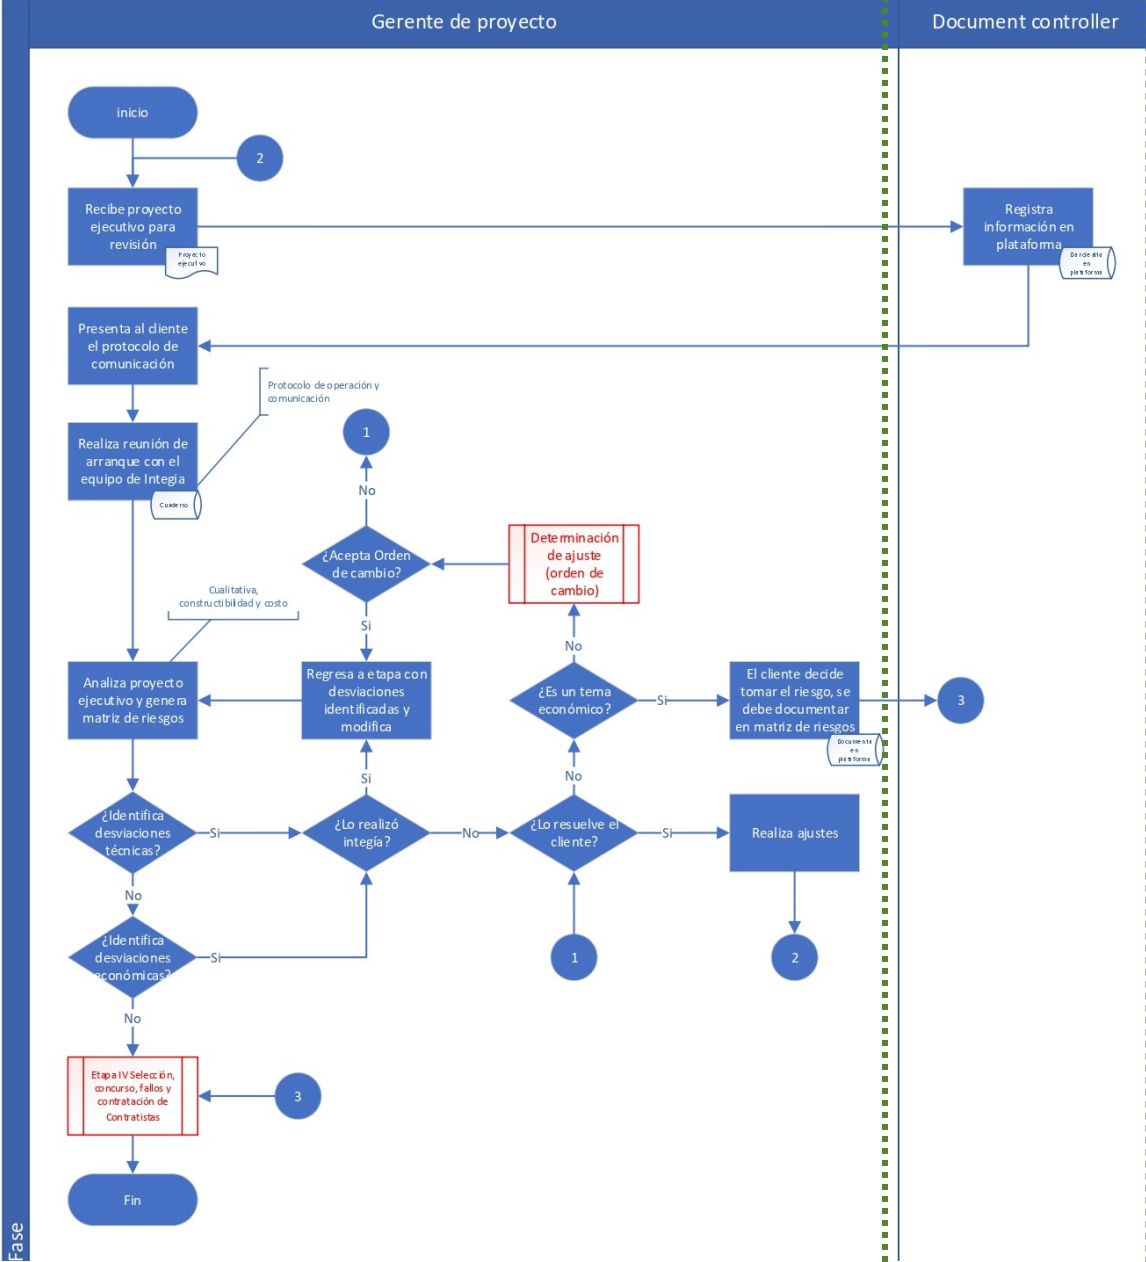 Gerente de proyecto
Document controller
inicio
2
Recibe proyecto
ejecutivo para
revisión
Proyecto
ejecutivo
Registra
información en
plataforma
Dar de alta
en
plataforma
Presenta al cliente
el protocolo de
comunicación
Protocolo de operación y
comunicación
1
Realiza reunión de
arranque con el
equipo de Integia
Cuaderno
No
¿Acepta Orden
de cambio?
Determinación
de ajuste
(orden de
cambio)
Cualitativa,
constructibilidad y costo
Si
No
Analiza proyecto
ejecutivo y genera
matriz de riesgos
Regresa a etapa con
desviaciones
identificadas y
modifica
¿Es un tema
económico?
Si
El cliente decide
tomar el riesgo, se
debe documentar
en matriz de riesgos
Documenta
en
plataforma
3
Si
No
¿Identifica
desviaciones
técnicas?
Si
¿Lo realizó
integía?
No
¿Lo resuelve el
cliente?
Si
Realiza ajustes
No
¿Identifica
desviaciones
económicas?
Si
1
2
No
Etapa IV Selección,
concurso, fallos y
contratación de
Contratistas
3
Fin
Fase